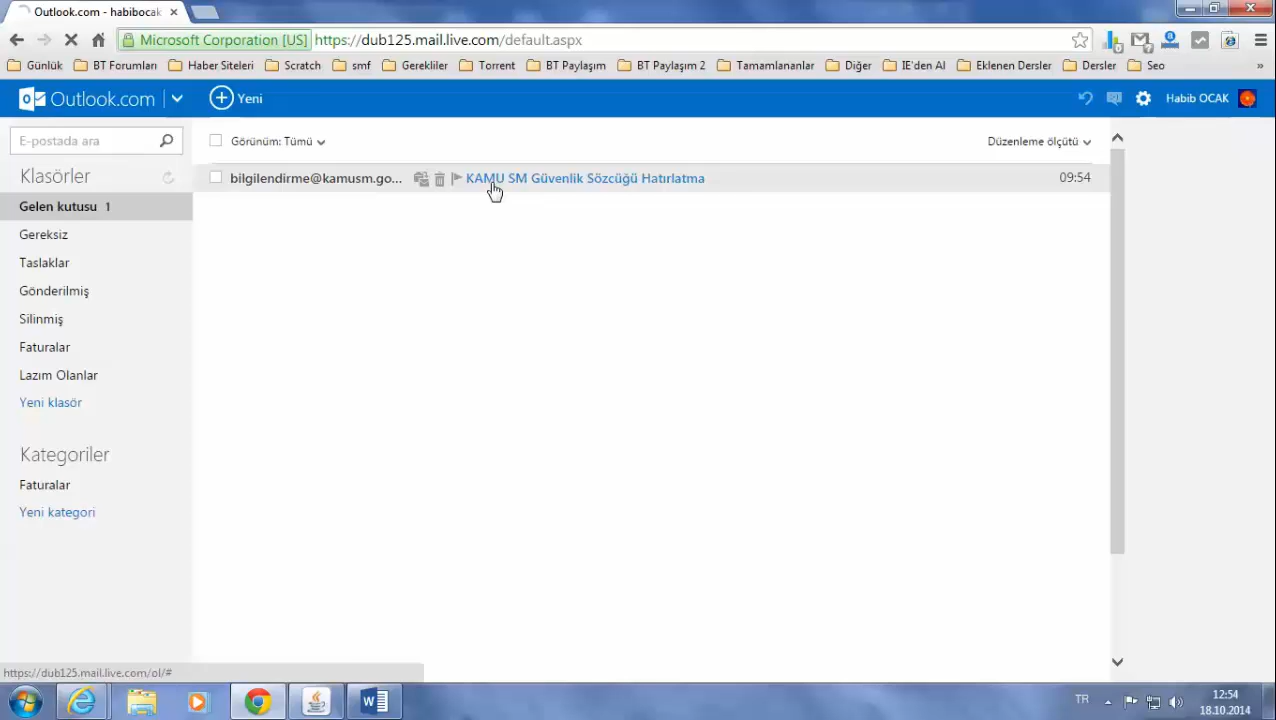 Outlook.com - habibocak
Microsoft Corporation [US] https://dub125.mail.live.com/default.aspx
Günlük BT Forumları Haber Siteleri Scratch smf Gerekliler Torrent BT Paylaşım BT Paylaşım 2 Tamamlananlar Diğer IE'den Al Eklenen Dersler Dersler Seo »
Outlook.com Yeni Habib OCAK
E-postada ara
Görünüm: Tümü Düzenleme ölçütü
Klasörler
bilgilendirme@kamusm.go... KAMU SM Güvenlik Sözcüğü Hatırlatma 09:54
Gelen kutusu 1
Gereksiz
Taslaklar
Gönderilmiş
Silinmiş
Faturalar
Lazım Olanlar
Yeni klasör
Kategoriler
Faturalar
Yeni kategori
https://dub125.mail.live.com/ol/#
TR 12:54
18.10.2014